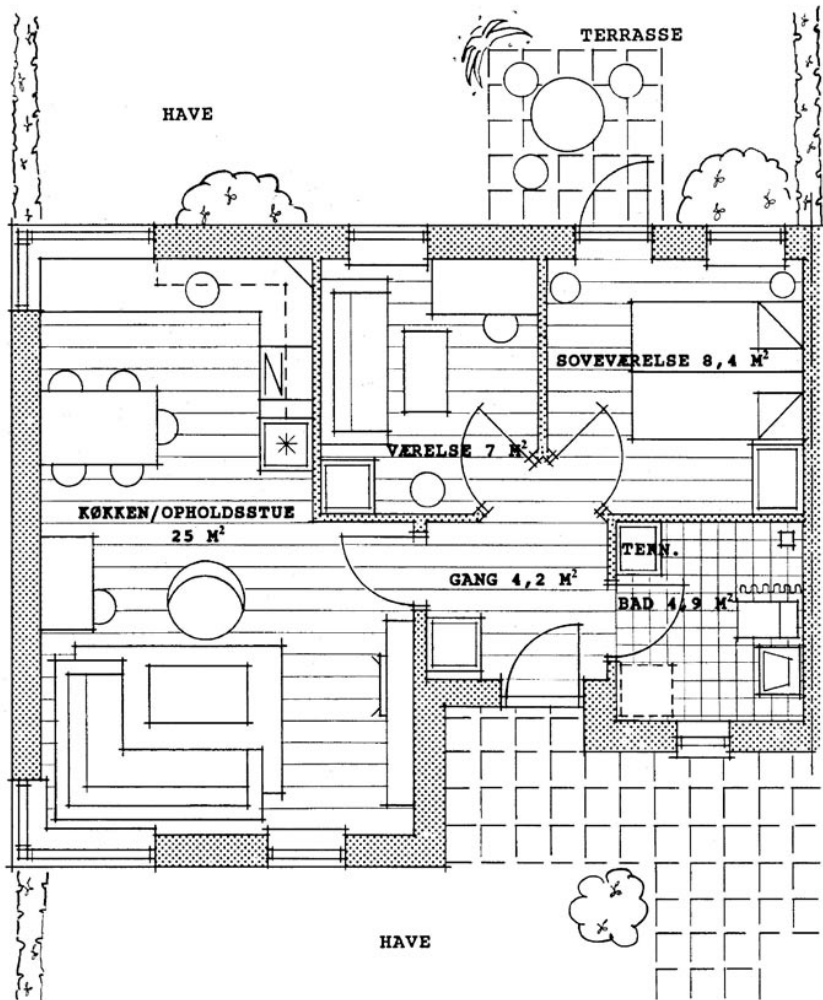 TERRASSE
HAVE
SOVEVÆRELSE 8,4 M²
VÆRELSE 7 M²
KØKKEN/OPHOLDSSTUE
25 M²
TEKN.
GANG 4,2 M²
BAD 4,9 M²
HAVE